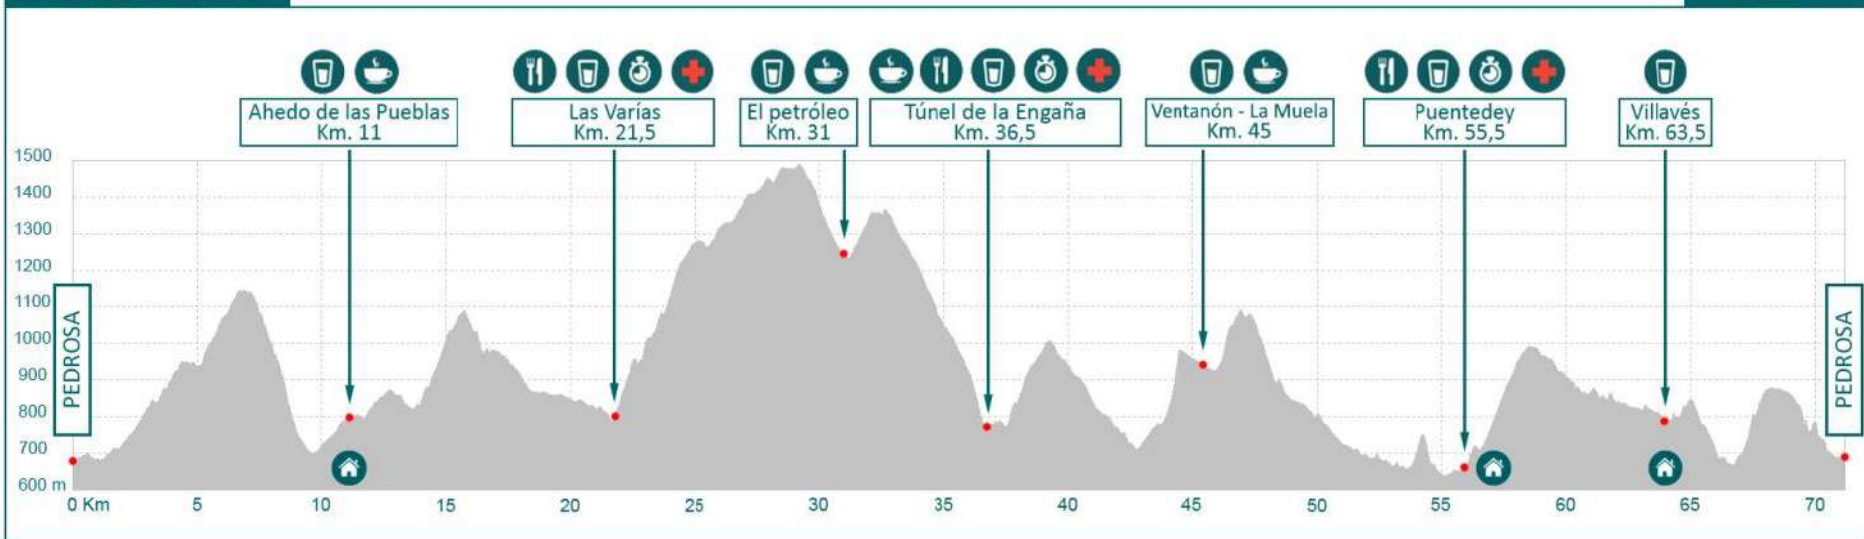 Ahedo de las Pueblas
Km. 11
Las Varías
Km. 21,5
El petróleo
Km. 31
Túnel de la Engaña
Km. 36,5
Ventanón - La Muela
Km. 45
Puentedey
Km. 55,5
Villavés
Km. 63,5
1500
1400
1300
1200
1100
1000
900
800
700
600 m
PEDROSA
PEDROSA
0 Km
5
10
15
20
25
30
35
40
45
50
55
60
65
70